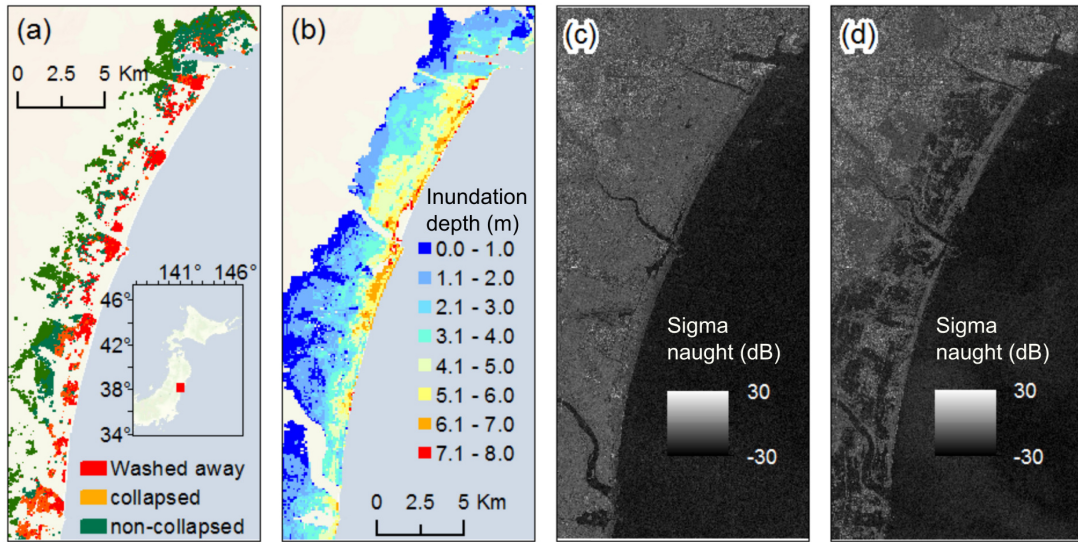 (a)
0 2.5 5 Km
141° 146°
46°
42°
38°
34°
Washed away
collapsed
non-collapsed
(b)
Inundation
depth (m)
0.0 - 1.0
1.1 - 2.0
2.1 - 3.0
3.1 - 4.0
4.1 - 5.0
5.1 - 6.0
6.1 - 7.0
7.1 - 8.0
0 2.5 5 Km
(c)
Sigma
naught (dB)
30
-30
(d)
Sigma
naught (dB)
30
-30